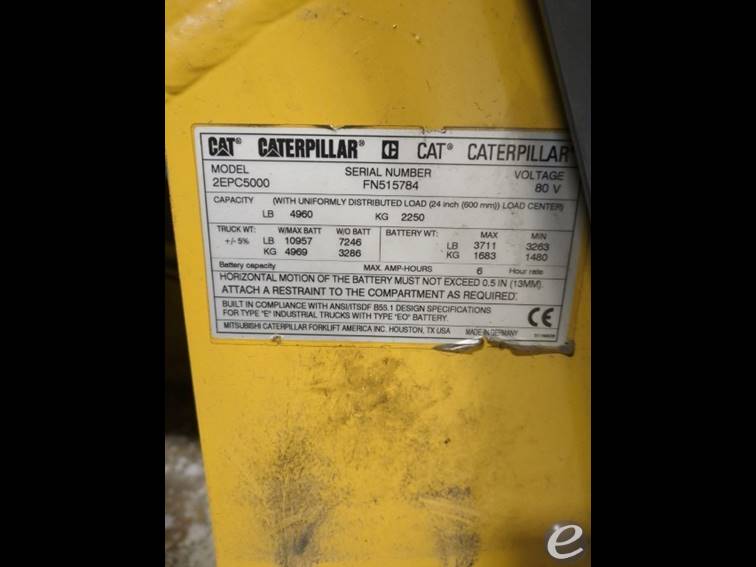 CAT® CATERPILLAR® CAT® CATERPILLAR®
MODEL SERIAL NUMBER VOLTAGE
2EPC5000 FN515784 80 V
CAPACITY (WITH UNIFORMLY DISTRIBUTED LOAD (24 inch (600 mm)) LOAD CENTER)
LB 4960 KG 2250
TRUCK WT: W/MAX BATT W/O BATT BATTERY WT: MAX MIN
+/- 5% LB 10957 7246 LB 3711 3263
KG 4969 3286 KG 1683 1480
Battery capacity MAX. AMP-HOURS 6 Hour rate
HORIZONTAL MOTION OF THE BATTERY MUST NOT EXCEED 0.5 IN (13MM).
ATTACH A RESTRAINT TO THE COMPARTMENT AS REQUIRED.
BUILT IN COMPLIANCE WITH ANSI/ITSDF B55.1 DESIGN SPECIFICATIONS
FOR TYPE "E" INDUSTRIAL TRUCKS WITH TYPE "EO" BATTERY.
CE
MITSUBISHI CATERPILLAR FORKLIFT AMERICA INC. HOUSTON, TX USA MADE IN GERMANY
e